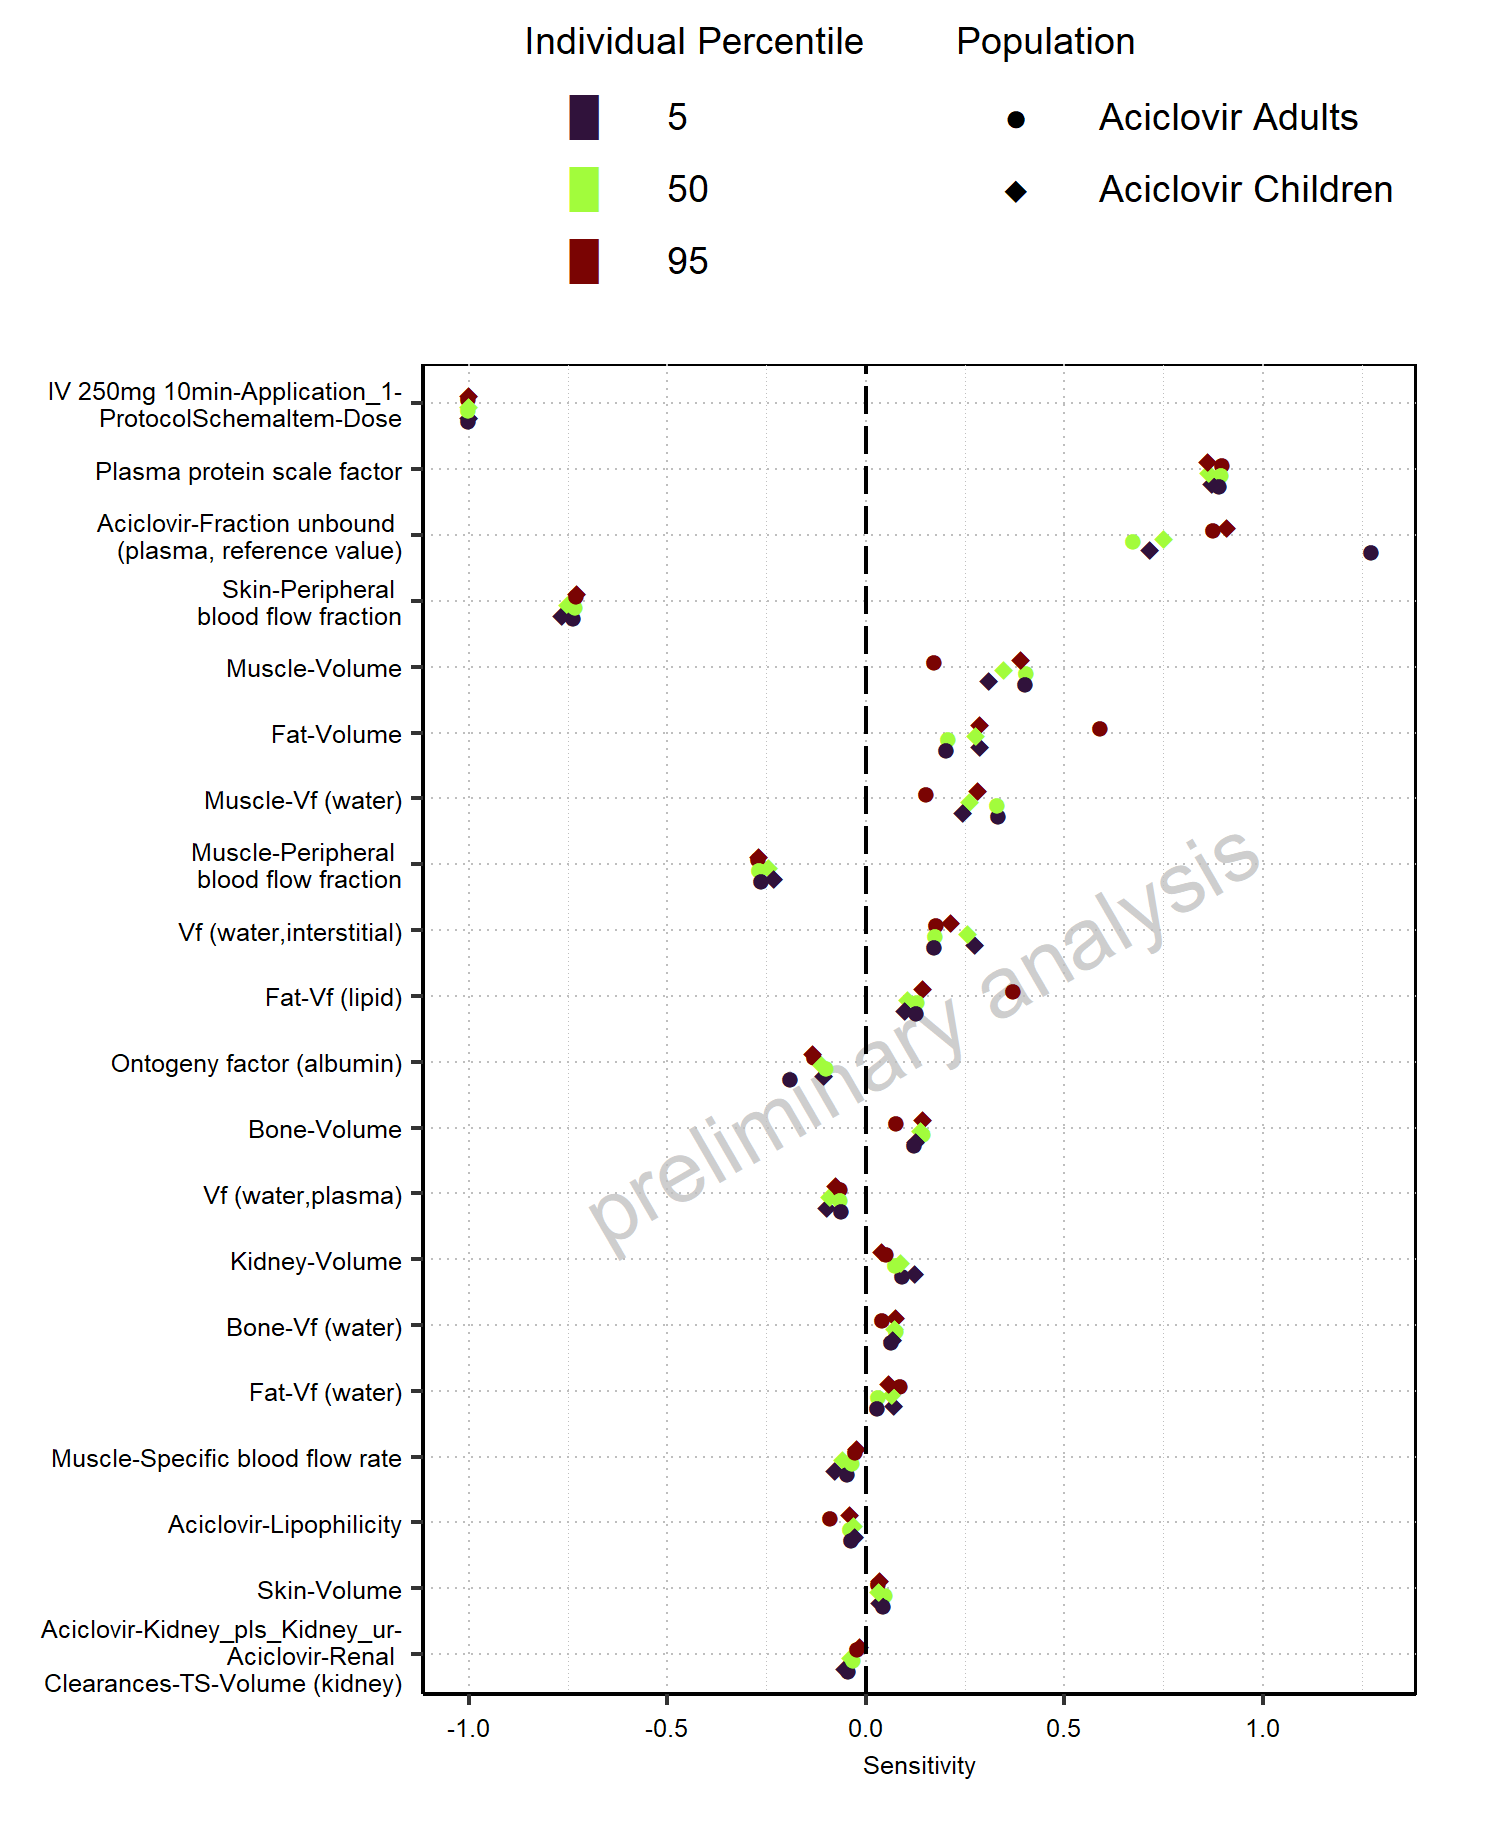 Individual Percentile
5
50
95
Population
Aciclovir Adults
Aciclovir Children
IV 250mg 10min-Application_1-
ProtocolSchemaItem-Dose
Plasma protein scale factor
Aciclovir-Fraction unbound
(plasma, reference value)
Skin-Peripheral
blood flow fraction
Muscle-Volume
Fat-Volume
Muscle-Vf (water)
Muscle-Peripheral
blood flow fraction
Vf (water,interstitial)
Fat-Vf (lipid)
Ontogeny factor (albumin)
Bone-Volume
Vf (water,plasma)
Kidney-Volume
Bone-Vf (water)
Fat-Vf (water)
Muscle-Specific blood flow rate
Aciclovir-Lipophilicity
Skin-Volume
Aciclovir-Kidney_pls_Kidney_ur-
Aciclovir-Renal
Clearances-TS-Volume (kidney)
preliminary analysis
-1.0
-0.5
0.0
0.5
1.0
Sensitivity